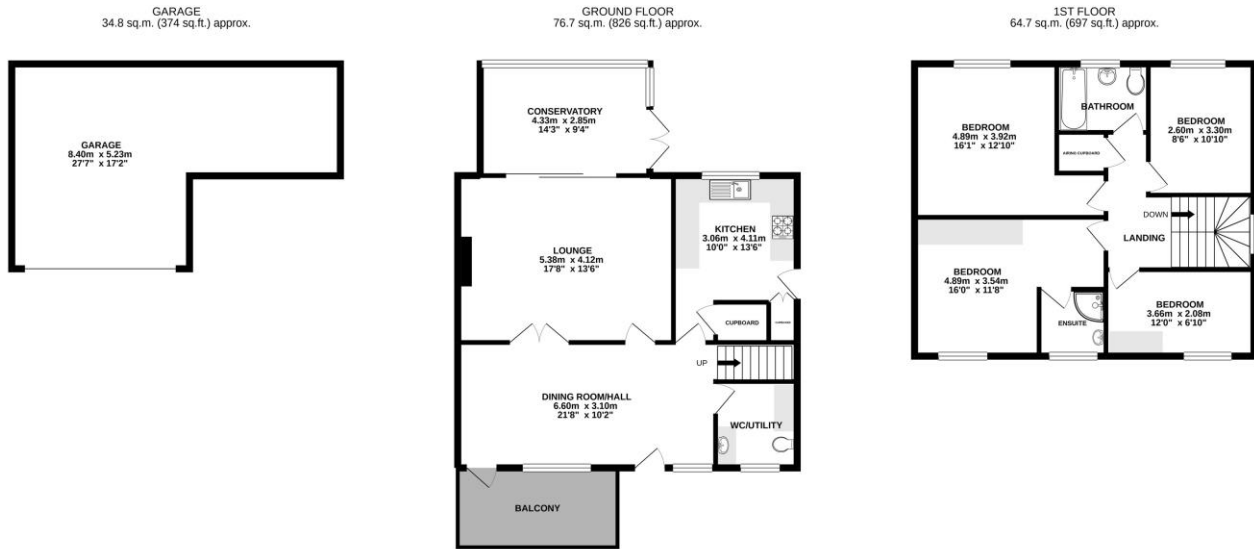 GARAGE
34.8 sq.m. (374 sq.ft.) approx.
GARAGE
8.40m x 5.23m
27'7" x 17'2"
GROUND FLOOR
76.7 sq.m. (826 sq.ft.) approx.
CONSERVATORY
4.33m x 2.85m
14'3" x 9'4"
LOUNGE
5.38m x 4.12m
17'8" x 13'6"
KITCHEN
3.06m x 4.11m
10'0" x 13'6"
CUPBOARD
UP
DINING ROOM/HALL
6.60m x 3.10m
21'8" x 10'2"
WC/UTILITY
BALCONY
1ST FLOOR
64.7 sq.m. (697 sq.ft.) approx.
BATHROOM
BEDROOM
4.89m x 3.92m
16'1" x 12'10"
BEDROOM
2.60m x 3.30m
8'6" x 10'10"
AIRING CUPBOARD
DOWN
LANDING
BEDROOM
4.89m x 3.54m
16'0" x 11'8"
ENSUITE
BEDROOM
3.66m x 2.08m
12'0" x 6'10"